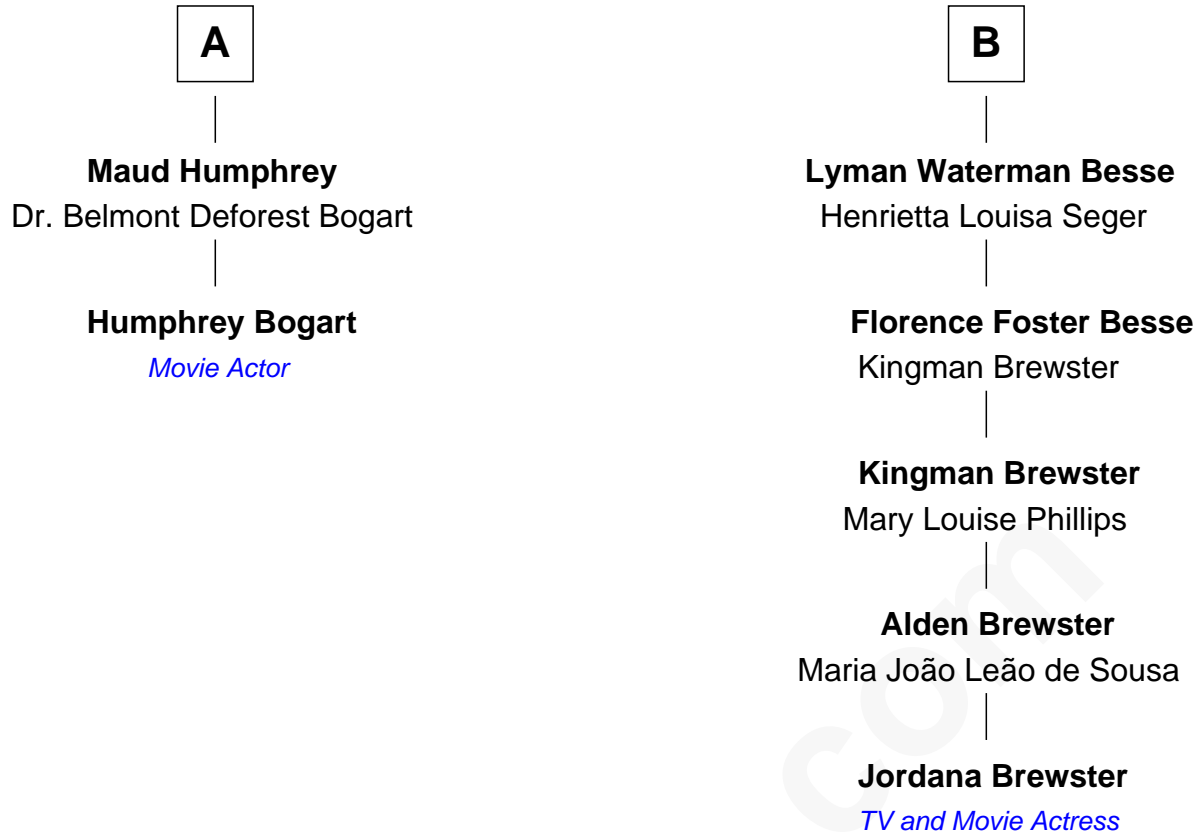 A
Maud Humphrey
Dr. Belmont Deforest Bogart
Humphrey Bogart
Movie Actor
B
Lyman Waterman Besse
Henrietta Louisa Seger
Florence Foster Besse
Kingman Brewster
Kingman Brewster
Mary Louise Phillips
Alden Brewster
Maria João Leão de Sousa
Jordana Brewster
TV and Movie Actress
com